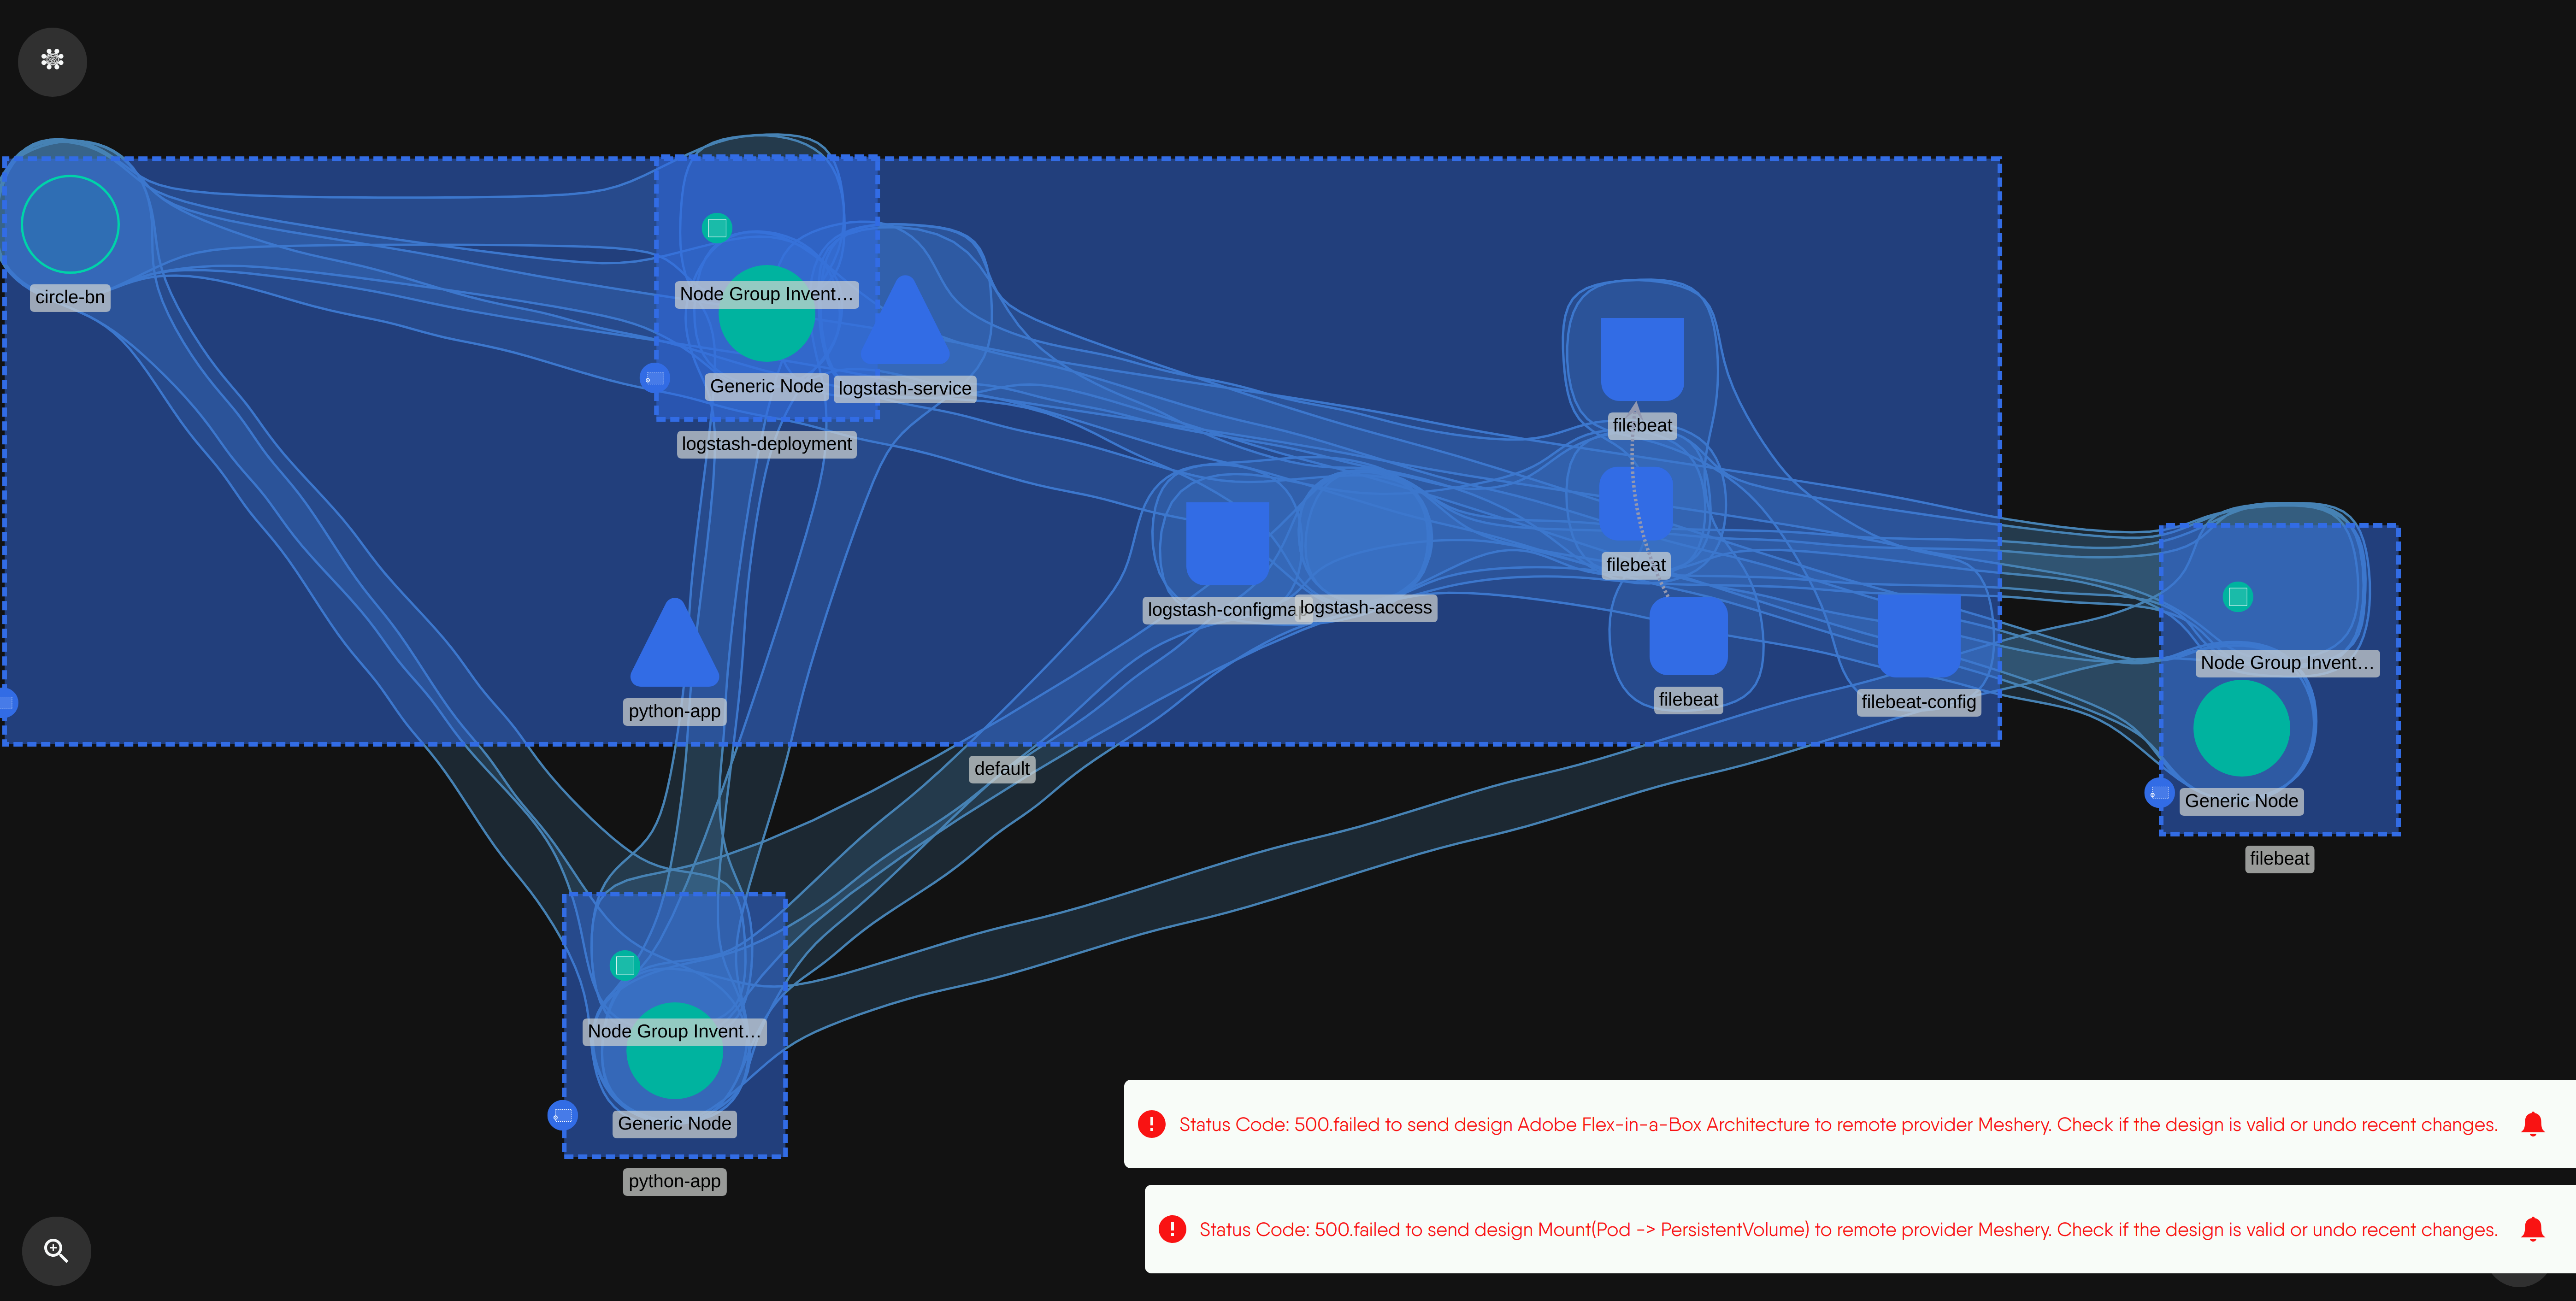 circle-bn
Node Group Invent…
Generic Node
logstash-service
logstash-deployment
filebeat
filebeat
logstash-configma
logstash-access
filebeat
filebeat-config
python-app
default
Node Group Invent…
Generic Node
filebeat
Node Group Invent…
Generic Node
python-app
Status Code: 500.failed to send design Adobe Flex-in-a-Box Architecture to remote provider Meshery. Check if the design is valid or undo recent changes.
Status Code: 500.failed to send design Mount(Pod -> PersistentVolume) to remote provider Meshery. Check if the design is valid or undo recent changes.